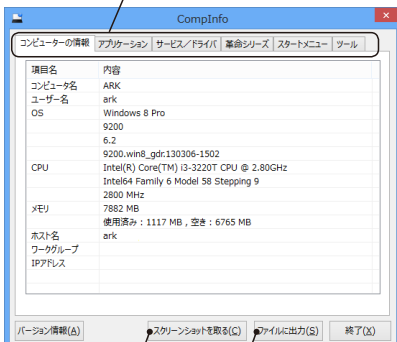 CompInfo
コンピューターの情報 アプリケーション サービス／ドライバ 革命シリーズ スタートメニュー ツール
項目名 内容
コンピュータ名 ARK
ユーザー名 ark
OS Windows 8 Pro
9200
6.2
9200.win8_gdr.130306-1502
CPU Intel(R) Core(TM) i3-3220T CPU @ 2.80GHz
Intel64 Family 6 Model 58 Stepping 9
2800 MHz
メモリ 7882 MB
使用済み : 1117 MB , 空き : 6765 MB
ホスト名 ark
ワークグループ
IPアドレス
バージョン情報(A) スクリーンショットを取る(C) ファイルに出力(S) 終了(X)